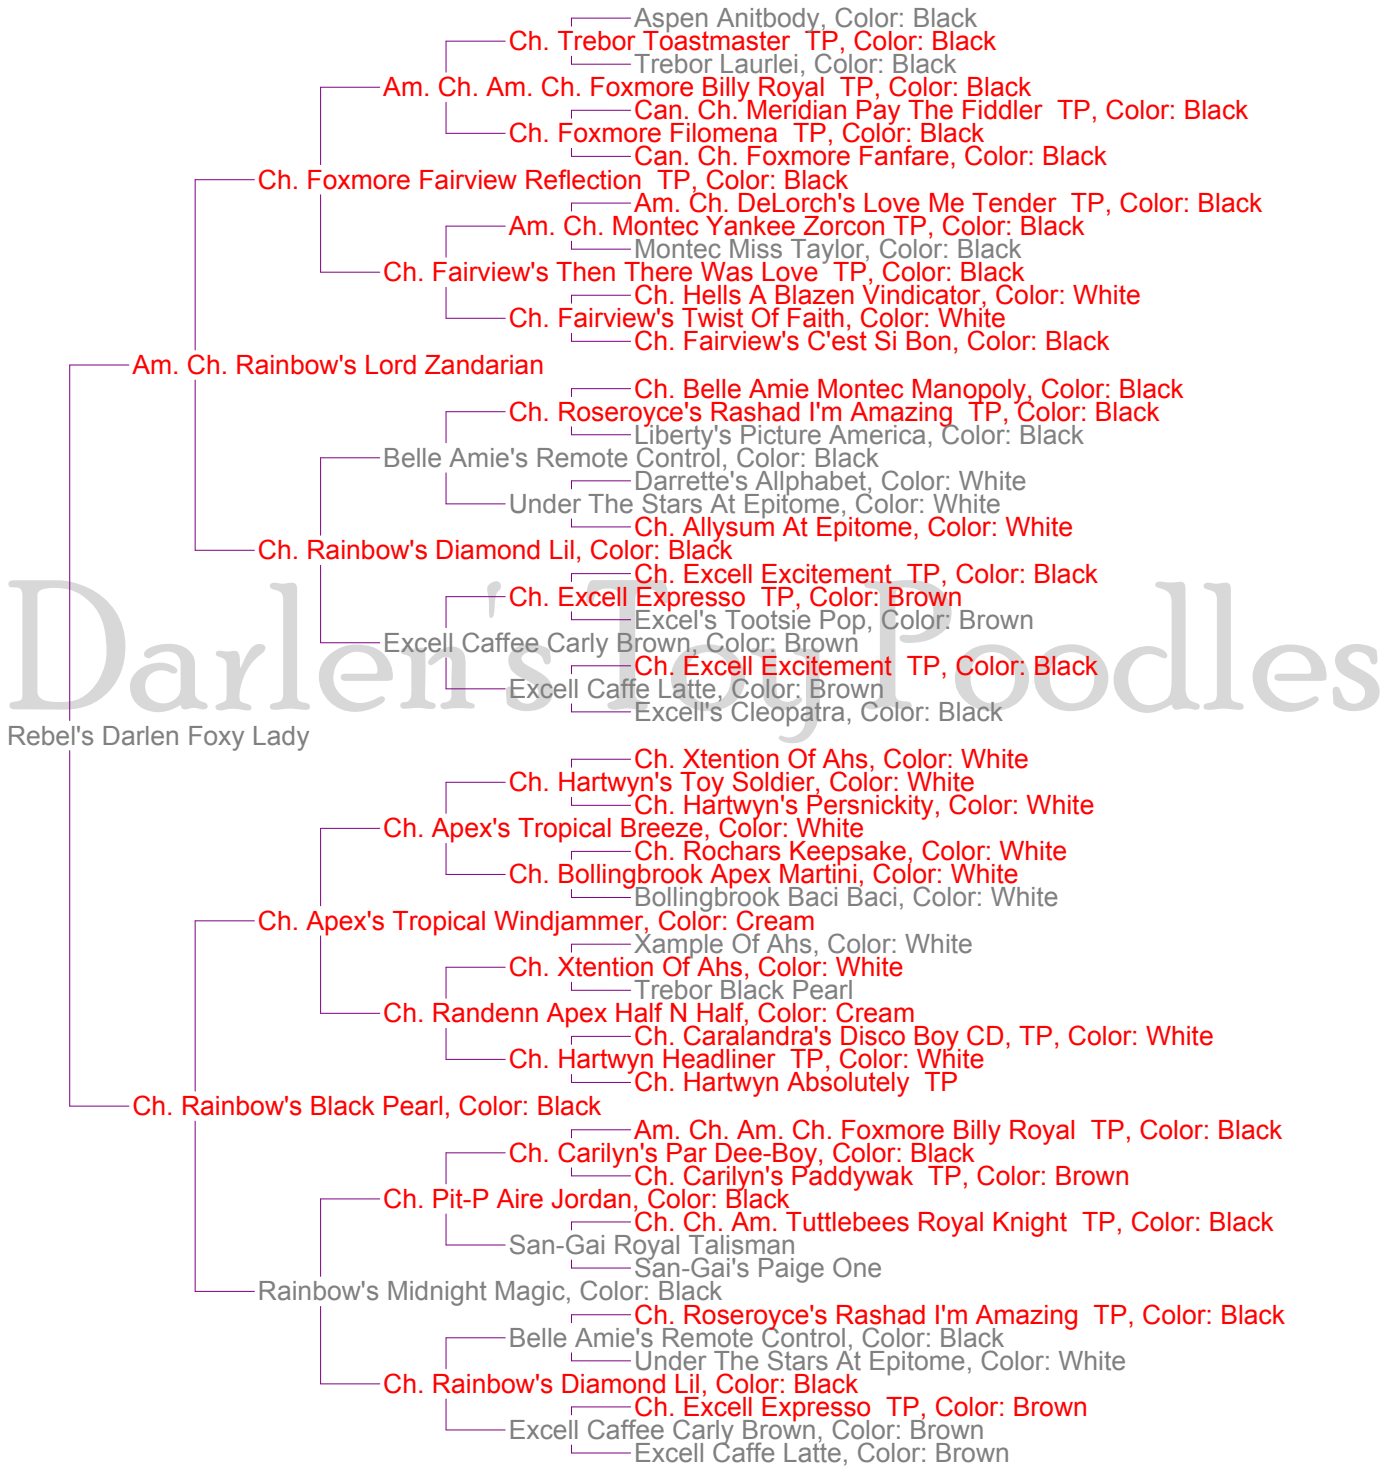 Aspen Anitbody, Color: Black
Ch. Trebor Toastmaster  TP, Color: Black
Trebor Laurlei, Color: Black
Am. Ch. Am. Ch. Foxmore Billy Royal  TP, Color: Black
Can. Ch. Meridian Pay The Fiddler  TP, Color: Black
Ch. Foxmore Filomena  TP, Color: Black
Can. Ch. Foxmore Fanfare, Color: Black
Ch. Foxmore Fairview Reflection  TP, Color: Black
Am. Ch. DeLorch's Love Me Tender  TP, Color: Black
Am. Ch. Montec Yankee Zorcon TP, Color: Black
Montec Miss Taylor, Color: Black
Ch. Fairview's Then There Was Love  TP, Color: Black
Ch. Hells A Blazen Vindicator, Color: White
Ch. Fairview's Twist Of Faith, Color: White
Ch. Fairview's C'est Si Bon, Color: Black
Am. Ch. Rainbow's Lord Zandarian
Ch. Belle Amie Montec Manopoly, Color: Black
Ch. Roseroyce's Rashad I'm Amazing  TP, Color: Black
Liberty's Picture America, Color: Black
Belle Amie's Remote Control, Color: Black
Darrette's Allphabet, Color: White
Under The Stars At Epitome, Color: White
Ch. Allysum At Epitome, Color: White
Ch. Rainbow's Diamond Lil, Color: Black
Ch. Excell Excitement  TP, Color: Black
Ch. Excell Expresso  TP, Color: Brown
Excel's Tootsie Pop, Color: Brown
Excell Caffee Carly Brown, Color: Brown
Darlen's Toy Poodles
Ch. Excell Excitement  TP, Color: Black
Excell Caffe Latte, Color: Brown
Excell's Cleopatra, Color: Black
Rebel's Darlen Foxy Lady
Ch. Xtention Of Ahs, Color: White
Ch. Hartwyn's Toy Soldier, Color: White
Ch. Hartwyn's Persnickity, Color: White
Ch. Apex's Tropical Breeze, Color: White
Ch. Rochars Keepsake, Color: White
Ch. Bollingbrook Apex Martini, Color: White
Bollingbrook Baci Baci, Color: White
Ch. Apex's Tropical Windjammer, Color: Cream
Xample Of Ahs, Color: White
Ch. Xtention Of Ahs, Color: White
Trebor Black Pearl
Ch. Randenn Apex Half N Half, Color: Cream
Ch. Caralandra's Disco Boy CD, TP, Color: White
Ch. Hartwyn Headliner  TP, Color: White
Ch. Hartwyn Absolutely  TP
Ch. Rainbow's Black Pearl, Color: Black
Am. Ch. Am. Ch. Foxmore Billy Royal  TP, Color: Black
Ch. Carilyn's Par Dee-Boy, Color: Black
Ch. Carilyn's Paddywak  TP, Color: Brown
Ch. Pit-P Aire Jordan, Color: Black
Ch. Ch. Am. Tuttlebees Royal Knight  TP, Color: Black
San-Gai Royal Talisman
San-Gai's Paige One
Rainbow's Midnight Magic, Color: Black
Ch. Roseroyce's Rashad I'm Amazing  TP, Color: Black
Belle Amie's Remote Control, Color: Black
Under The Stars At Epitome, Color: White
Ch. Rainbow's Diamond Lil, Color: Black
Ch. Excell Expresso  TP, Color: Brown
Excell Caffee Carly Brown, Color: Brown
Excell Caffe Latte, Color: Brown